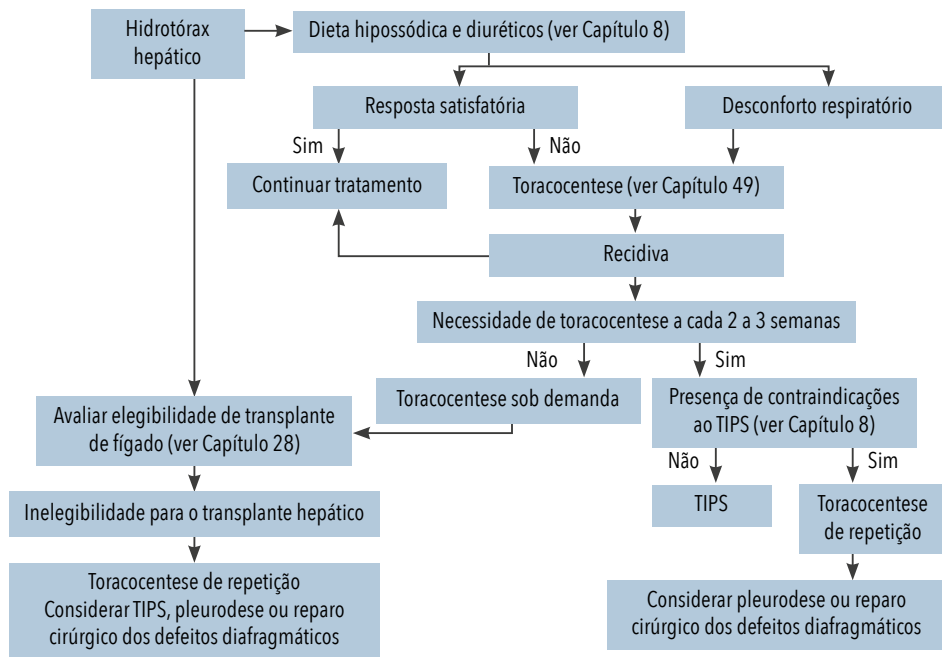 Hidrotórax
hepático
Dieta hipossódica e diuréticos (ver Capítulo 8)
Resposta satisfatória
Desconforto respiratório
Sim
Não
Continuar tratamento
Toracocentese (ver Capítulo 49)
Recidiva
Necessidade de toracocentese a cada 2 a 3 semanas
Não
Sim
Toracocentese sob demanda
Presença de contraindicações
ao TIPS (ver Capítulo 8)
Avaliar elegibilidade de transplante
de fígado (ver Capítulo 28)
Não
Sim
TIPS
Toracocentese
de repetição
Inelegibilidade para o transplante hepático
Toracocentese de repetição
Considerar TIPS, pleurodese ou reparo
cirúrgico dos defeitos diafragmáticos
Considerar pleurodese ou reparo
cirúrgico dos defeitos diafragmáticos